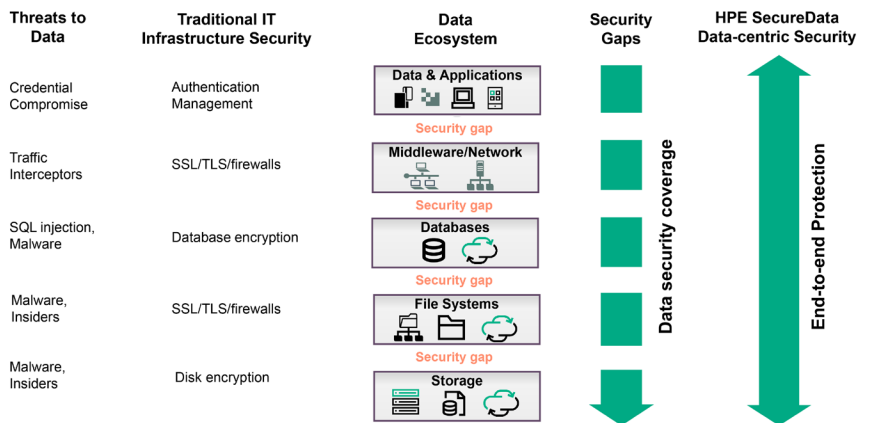 Threats to
Data
Traditional IT
Infrastructure Security
Data
Ecosystem
Security
Gaps
HPE SecureData
Data-centric Security
Credential
Compromise
Authentication
Management
Data & Applications
Security gap
Traffic
Interceptors
SSL/TLS/firewalls
Middleware/Network
Security gap
SQL injection,
Malware
Database encryption
Databases
Security gap
Malware,
Insiders
SSL/TLS/firewalls
File Systems
Security gap
Malware,
Insiders
Disk encryption
Storage
Data security coverage
End-to-end Protection